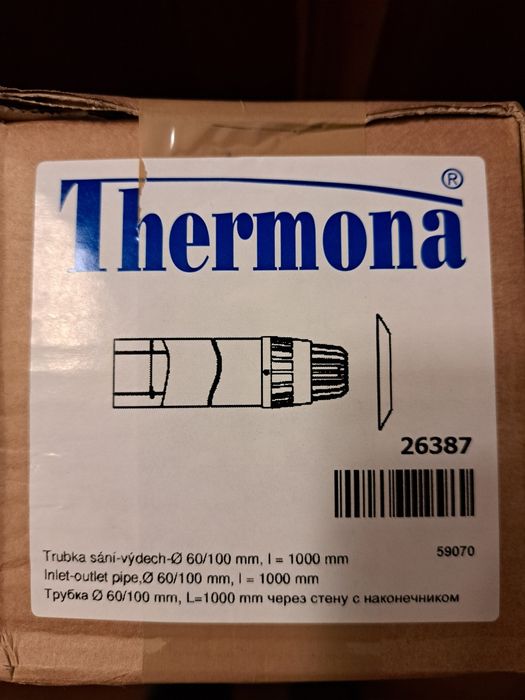 Thermona®
26387
59070
Trubka sání-výdech-Ø 60/100 mm, l = 1000 mm
Inlet-outlet pipe,Ø 60/100 mm, l = 1000 mm
Трубка Ø 60/100 mm, L=1000 mm через стену с наконечником